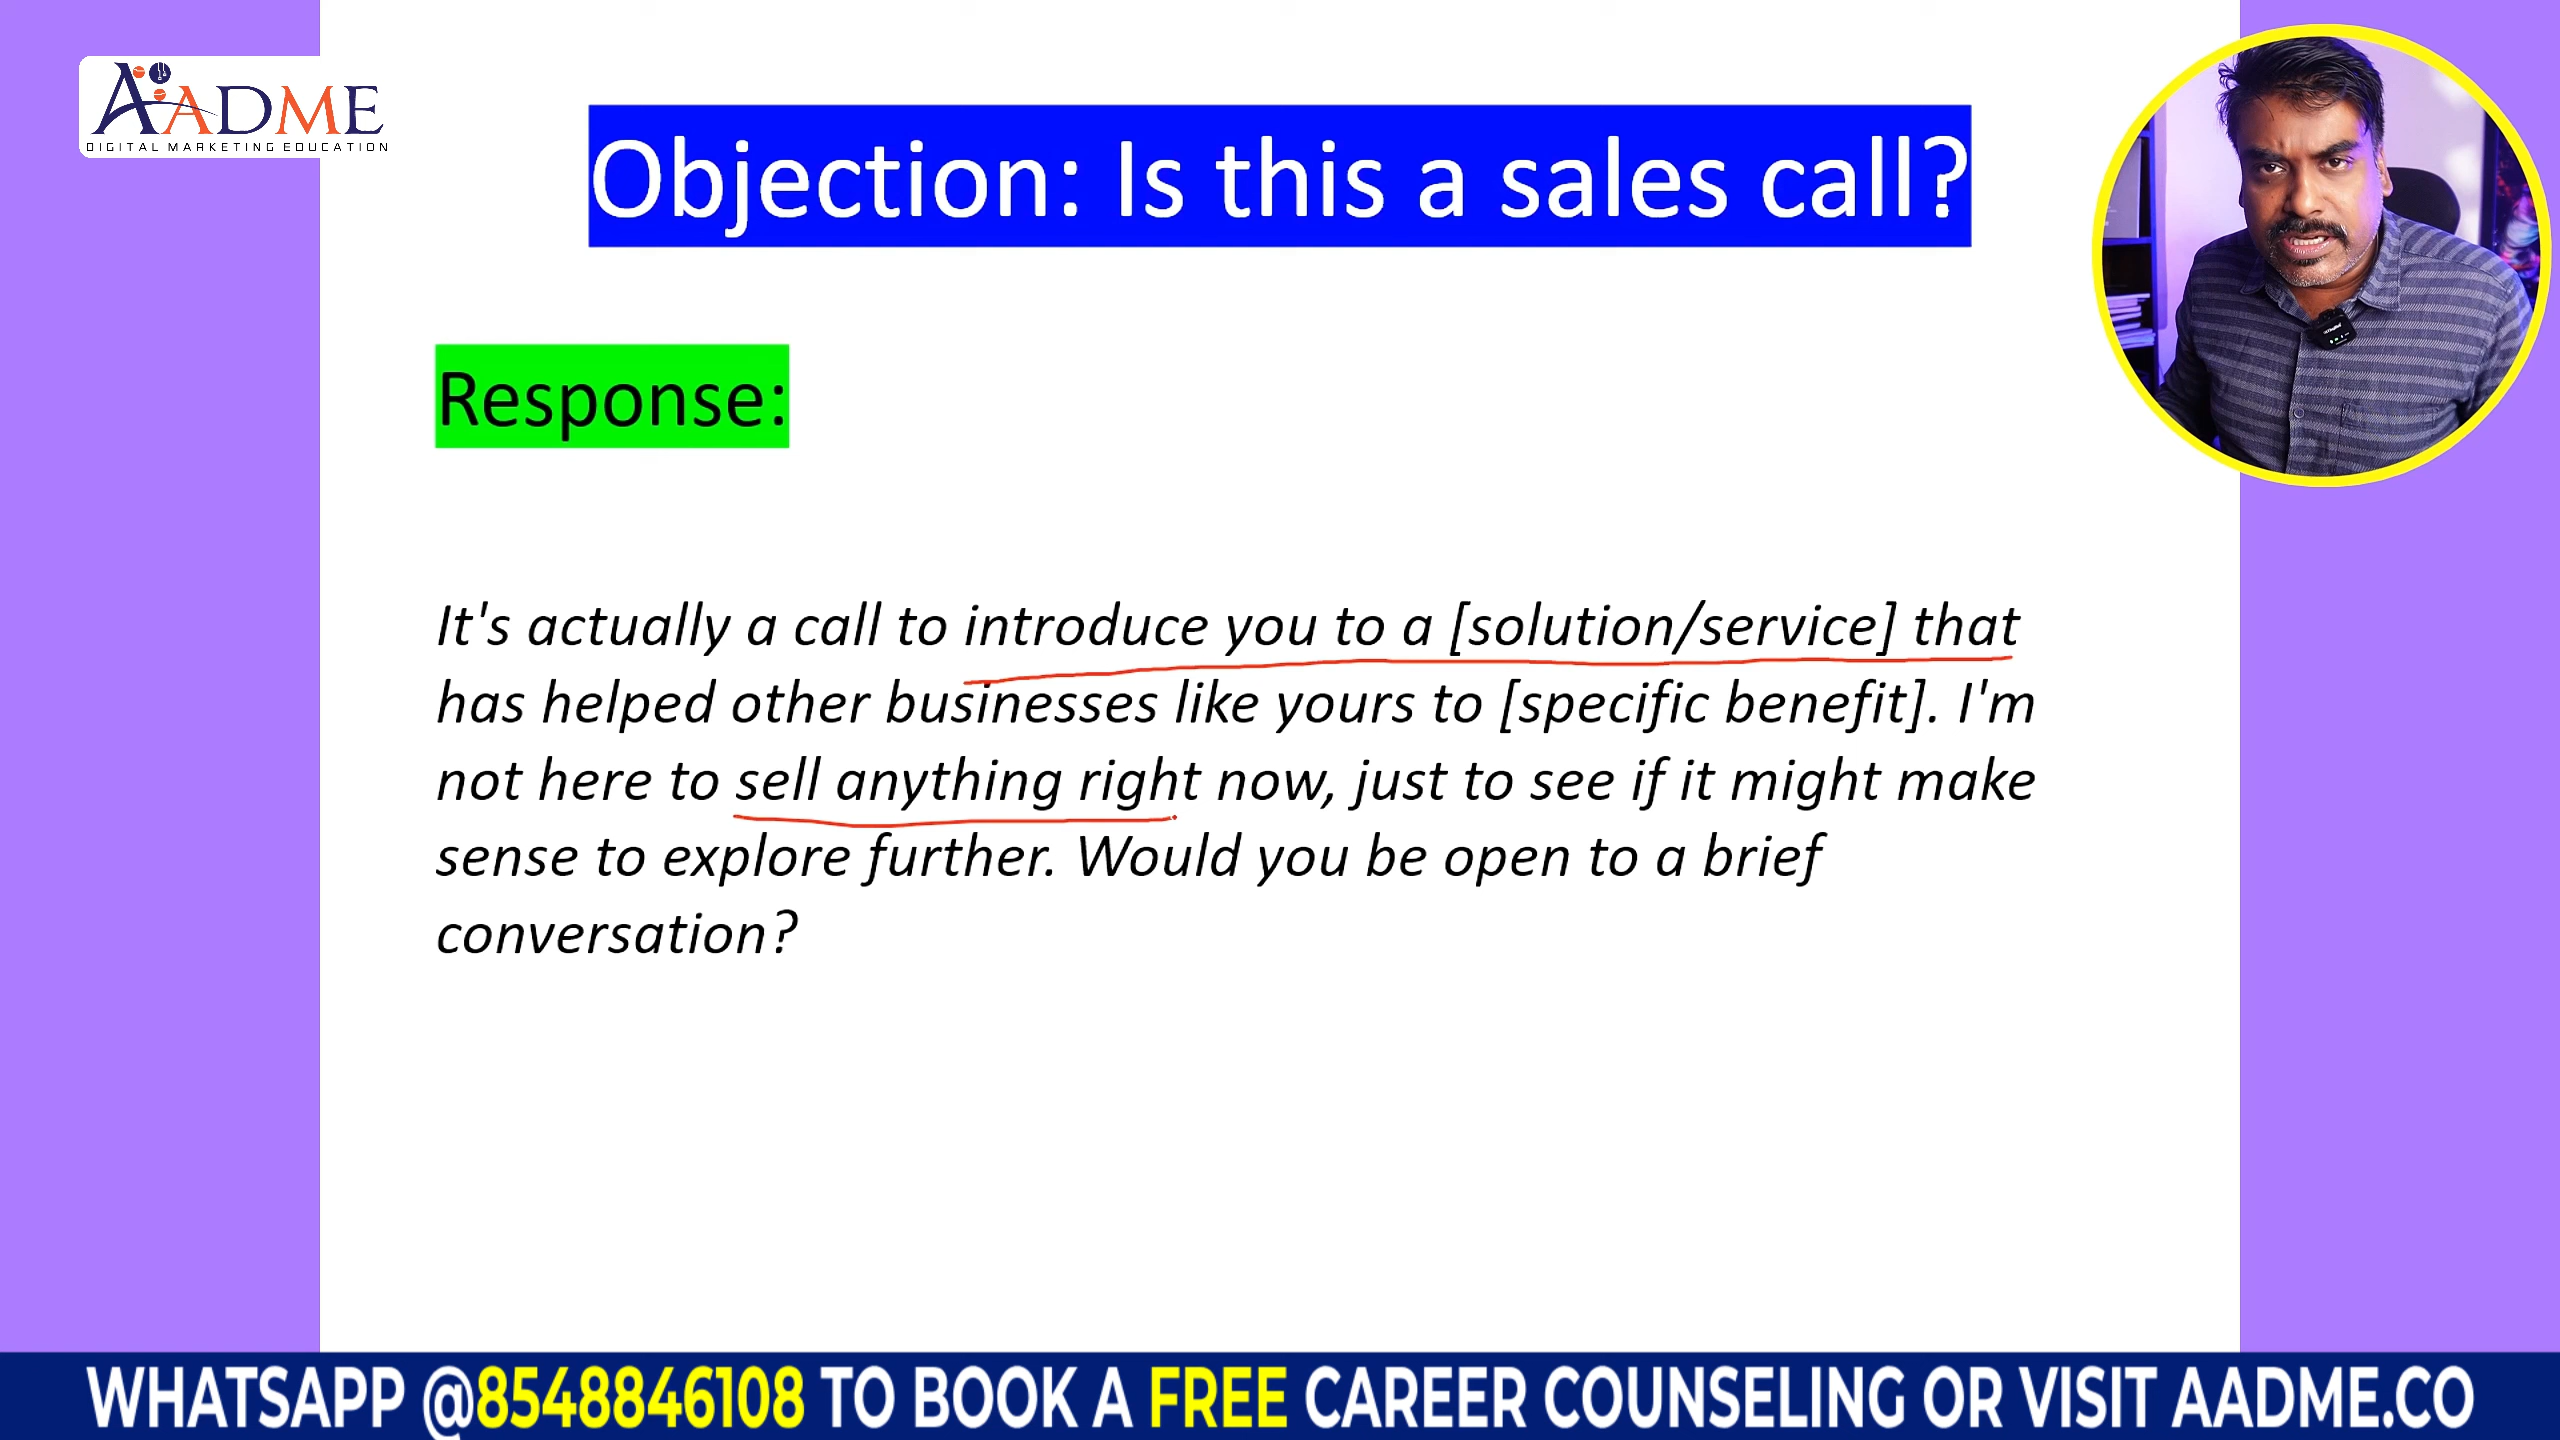 AADME
DIGITAL MARKETING EDUCATION
Objection: Is this a sales call?
Response:
It's actually a call to introduce you to a [solution/service] that
has helped other businesses like yours to [specific benefit]. I'm
not here to sell anything right now, just to see if it might make
sense to explore further. Would you be open to a brief
conversation?
WHATSAPP @8548846108 TO BOOK A FREE CAREER COUNSELING OR VISIT AADME.CO